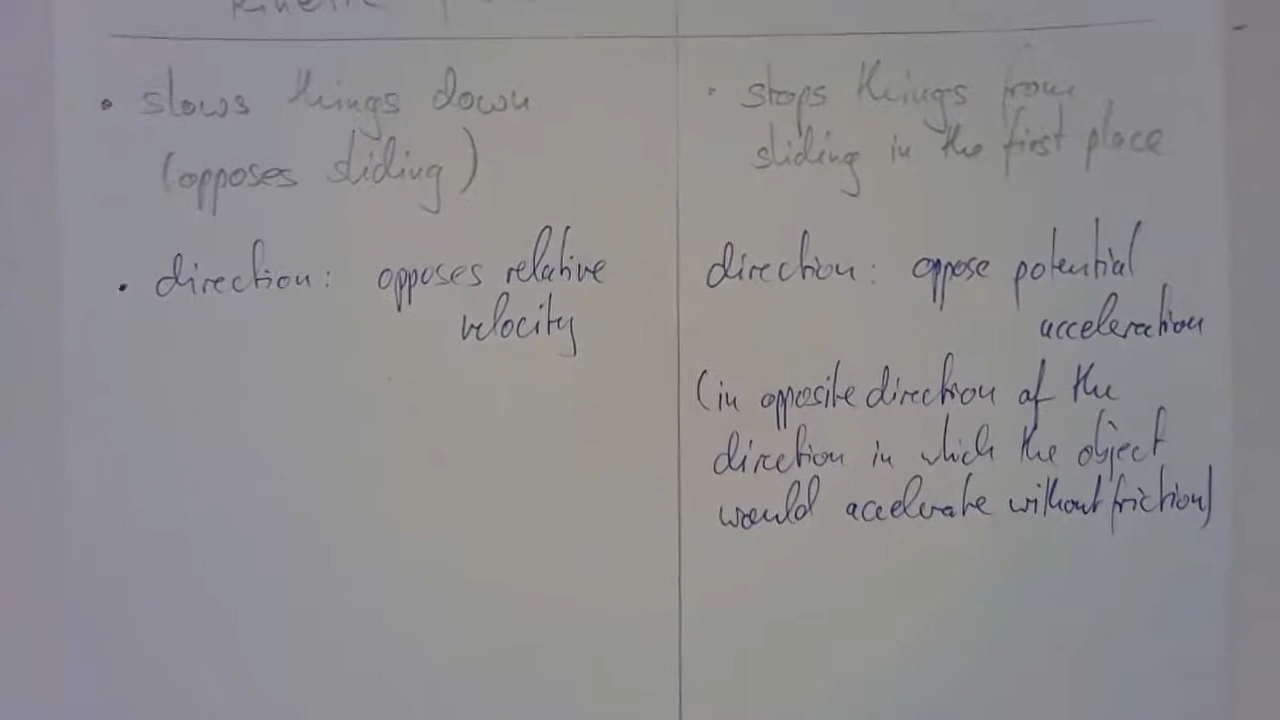 Kinetic
• slows things down
(opposes sliding)
• direction: opposes relative
velocity
• stops things from
sliding in the first place
direction: oppose potential
acceleration
(in opposite direction of the
direction in which the object
would accelerate without friction)